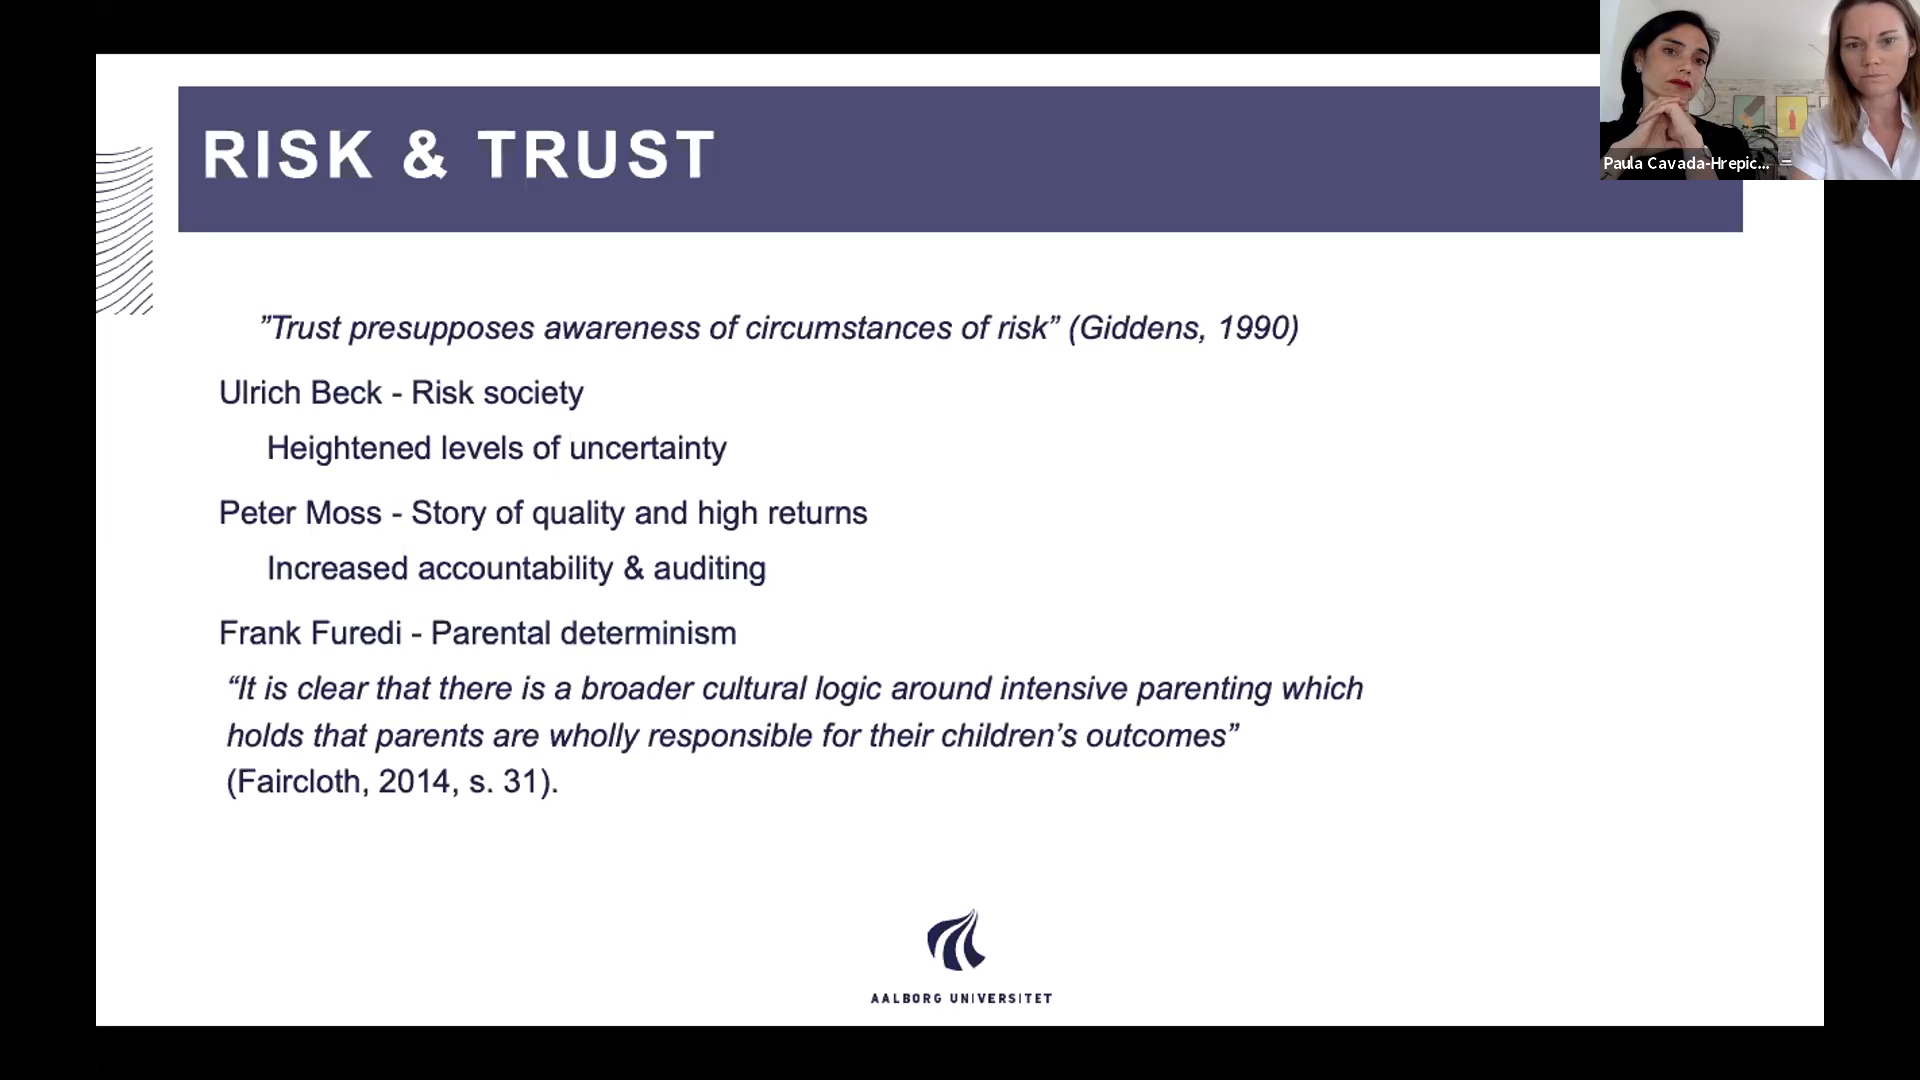 RISK & TRUST
”Trust presupposes awareness of circumstances of risk” (Giddens, 1990)
Ulrich Beck - Risk society
Heightened levels of uncertainty
Peter Moss - Story of quality and high returns
Increased accountability & auditing
Frank Furedi - Parental determinism
“It is clear that there is a broader cultural logic around intensive parenting which
holds that parents are wholly responsible for their children’s outcomes”
(Faircloth, 2014, s. 31).
AALBORG UNIVERSITET
Paula Cavada-Hrepic...